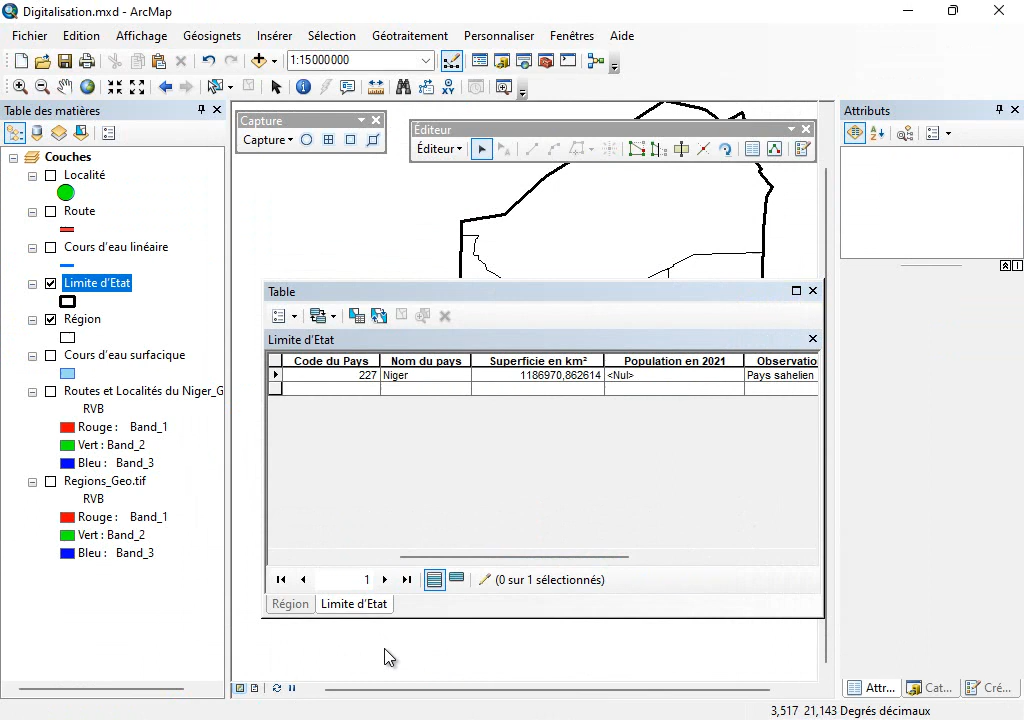 Digitalisation.mxd - ArcMap
Fichier Edition Affichage Géosignets Insérer Sélection Géotraitement Personnaliser Fenêtres Aide
1:15000000
Table des matières
Couches
Localité
Route
Cours d'eau linéaire
Limite d'Etat
Région
Cours d'eau surfacique
Routes et Localités du Niger_G
RVB
Rouge : Band_1
Vert : Band_2
Bleu : Band_3
Regions_Geo.tif
RVB
Rouge : Band_1
Vert : Band_2
Bleu : Band_3
Capture
Capture
Éditeur
Éditeur
Table
Limite d'Etat
Code du Pays Nom du pays Superficie en km² Population en 2021 Observatio
227 Niger 1186970,862614 <Nul> Pays sahelien
1
(0 sur 1 sélectionnés)
Région Limite d'Etat
Attributs
Attr... Cat... Cré...
3,517 21,143 Degrés décimaux